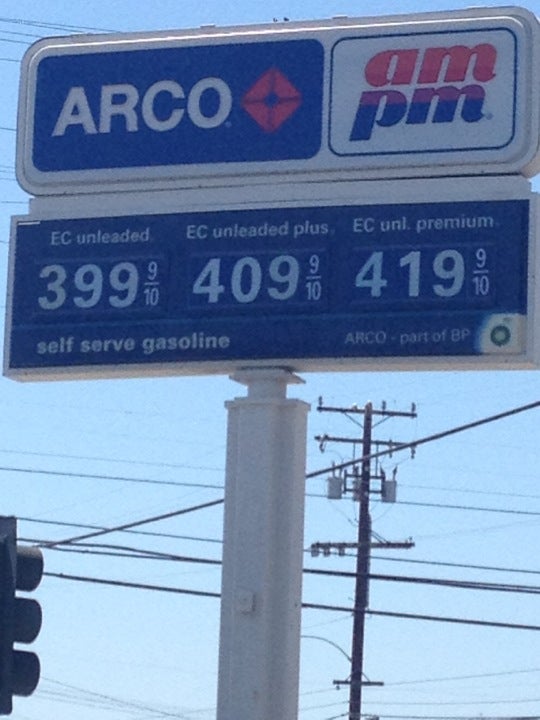 ARCO
am
pm
EC unleaded EC unleaded plus EC unl. premium
399 9/10 409 9/10 419 9/10
self serve gasoline ARCO - part of BP